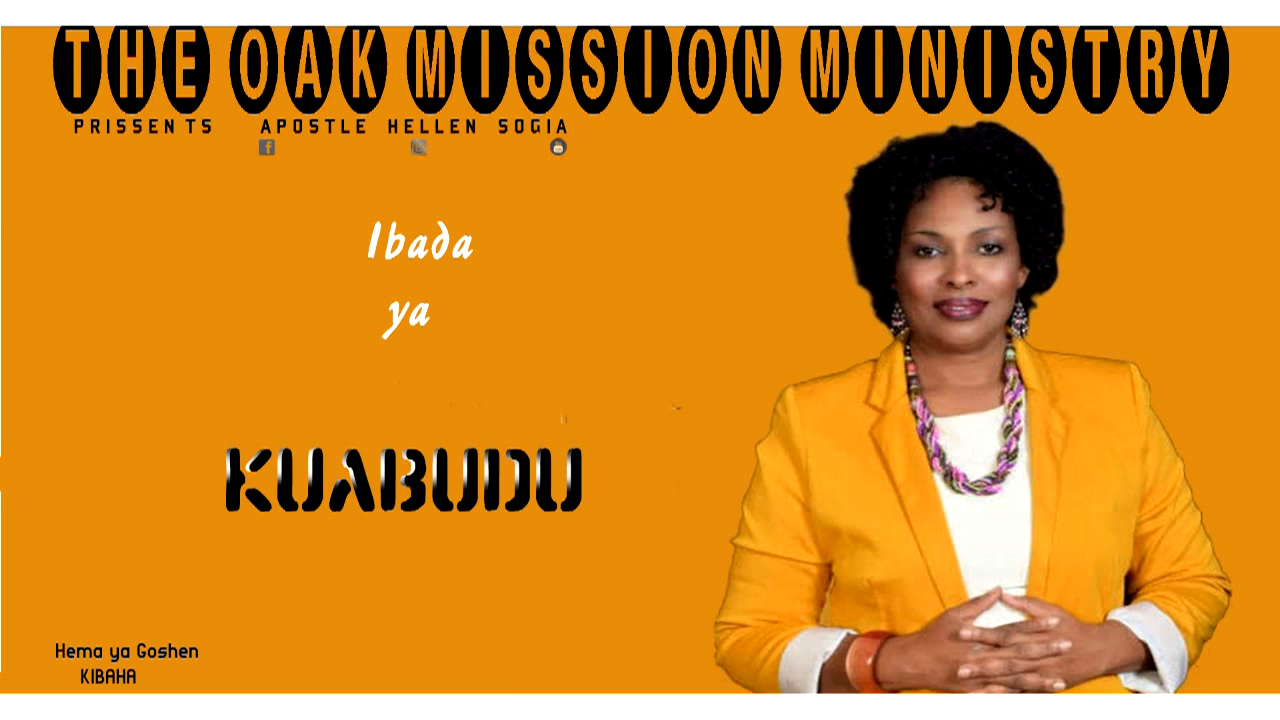 THE OAK MISSION MINISTRY
PRISSENTS APOSTLE HELLEN SOGIA
Ibada
ya
KUABUDU
Hema ya Goshen
KIBAHA